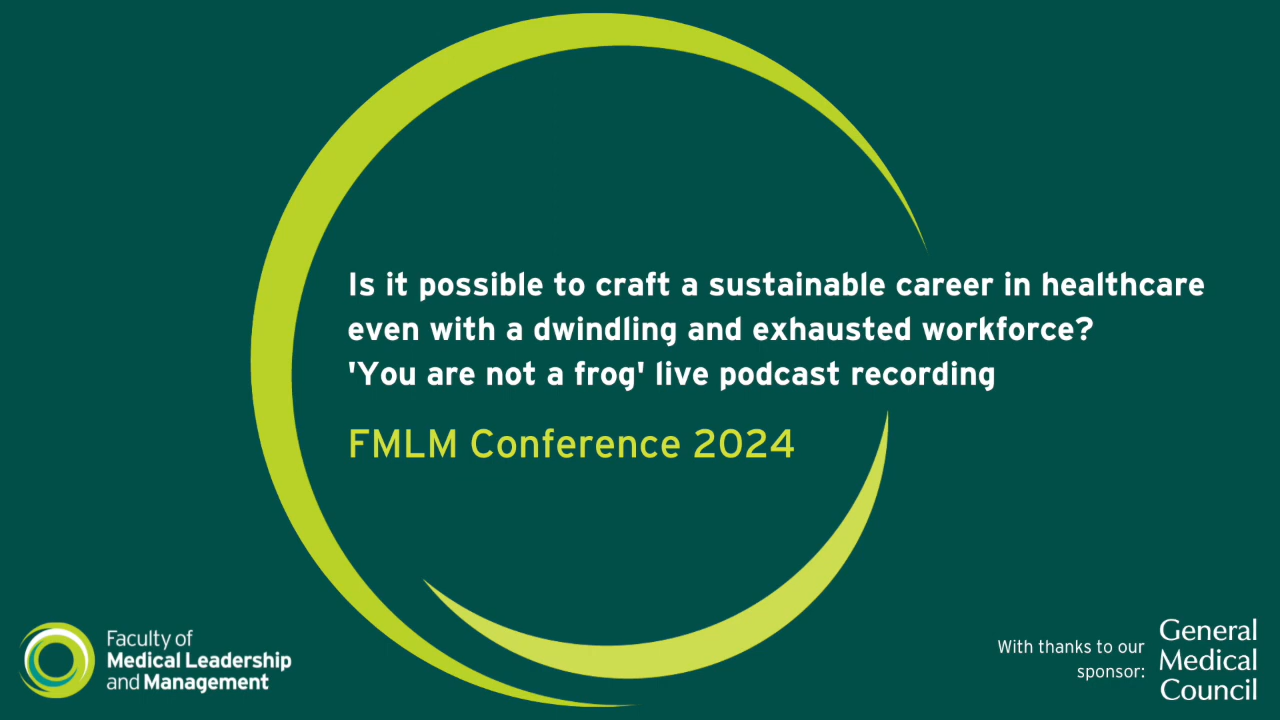 Is it possible to craft a sustainable career in healthcare
even with a dwindling and exhausted workforce?
'You are not a frog' live podcast recording
FMLM Conference 2024
Faculty of
Medical Leadership
and Management
With thanks to our
sponsor:
General
Medical
Council